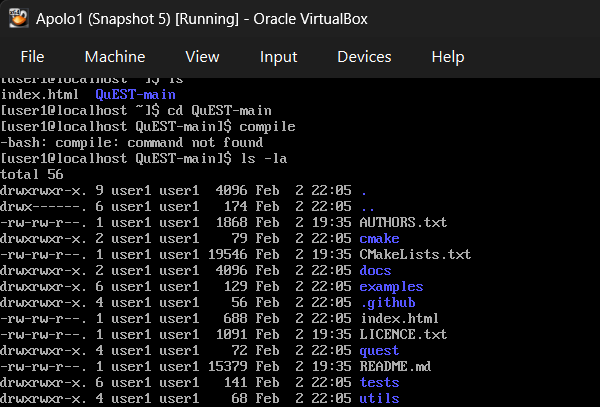 Apolo1 (Snapshot 5) [Running] - Oracle VirtualBox
File Machine View Input Devices Help
[user1@localhost ~]$ ls
index.html QuEST-main
[user1@localhost ~]$ cd QuEST-main
[user1@localhost QuEST-main]$ compile
-bash: compile: command not found
[user1@localhost QuEST-main]$ ls -la
total 56
drwxrwxr-x. 9 user1 user1 4096 Feb 2 22:05 .
drwx------. 6 user1 user1 174 Feb 2 22:05 ..
-rw-rw-r--. 1 user1 user1 1868 Feb 2 19:35 AUTHORS.txt
drwxrwxr-x. 2 user1 user1 79 Feb 2 22:05 cmake
-rw-rw-r--. 1 user1 user1 19546 Feb 2 19:35 CMakeLists.txt
drwxrwxr-x. 2 user1 user1 4096 Feb 2 22:05 docs
drwxrwxr-x. 6 user1 user1 129 Feb 2 22:05 examples
drwxrwxr-x. 4 user1 user1 56 Feb 2 22:05 .github
-rw-rw-r--. 1 user1 user1 688 Feb 2 22:05 index.html
-rw-rw-r--. 1 user1 user1 1091 Feb 2 19:35 LICENCE.txt
drwxrwxr-x. 4 user1 user1 72 Feb 2 22:05 quest
-rw-rw-r--. 1 user1 user1 15379 Feb 2 19:35 README.md
drwxrwxr-x. 6 user1 user1 141 Feb 2 22:05 tests
drwxrwxr-x. 4 user1 user1 68 Feb 2 22:05 utils